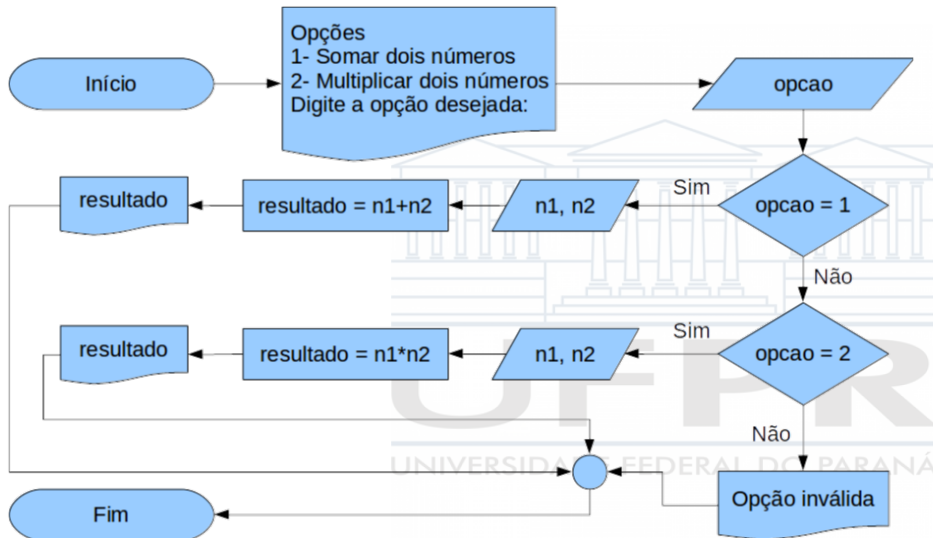 Início
Opções
1- Somar dois números
2- Multiplicar dois números
Digite a opção desejada:
opcao
opcao = 1
Sim
n1, n2
resultado = n1+n2
resultado
Não
opcao = 2
Sim
n1, n2
resultado = n1*n2
resultado
Não
Opção inválida
Fim
UFPR
UNIVERSIDADE FEDERAL DO PARANÁ